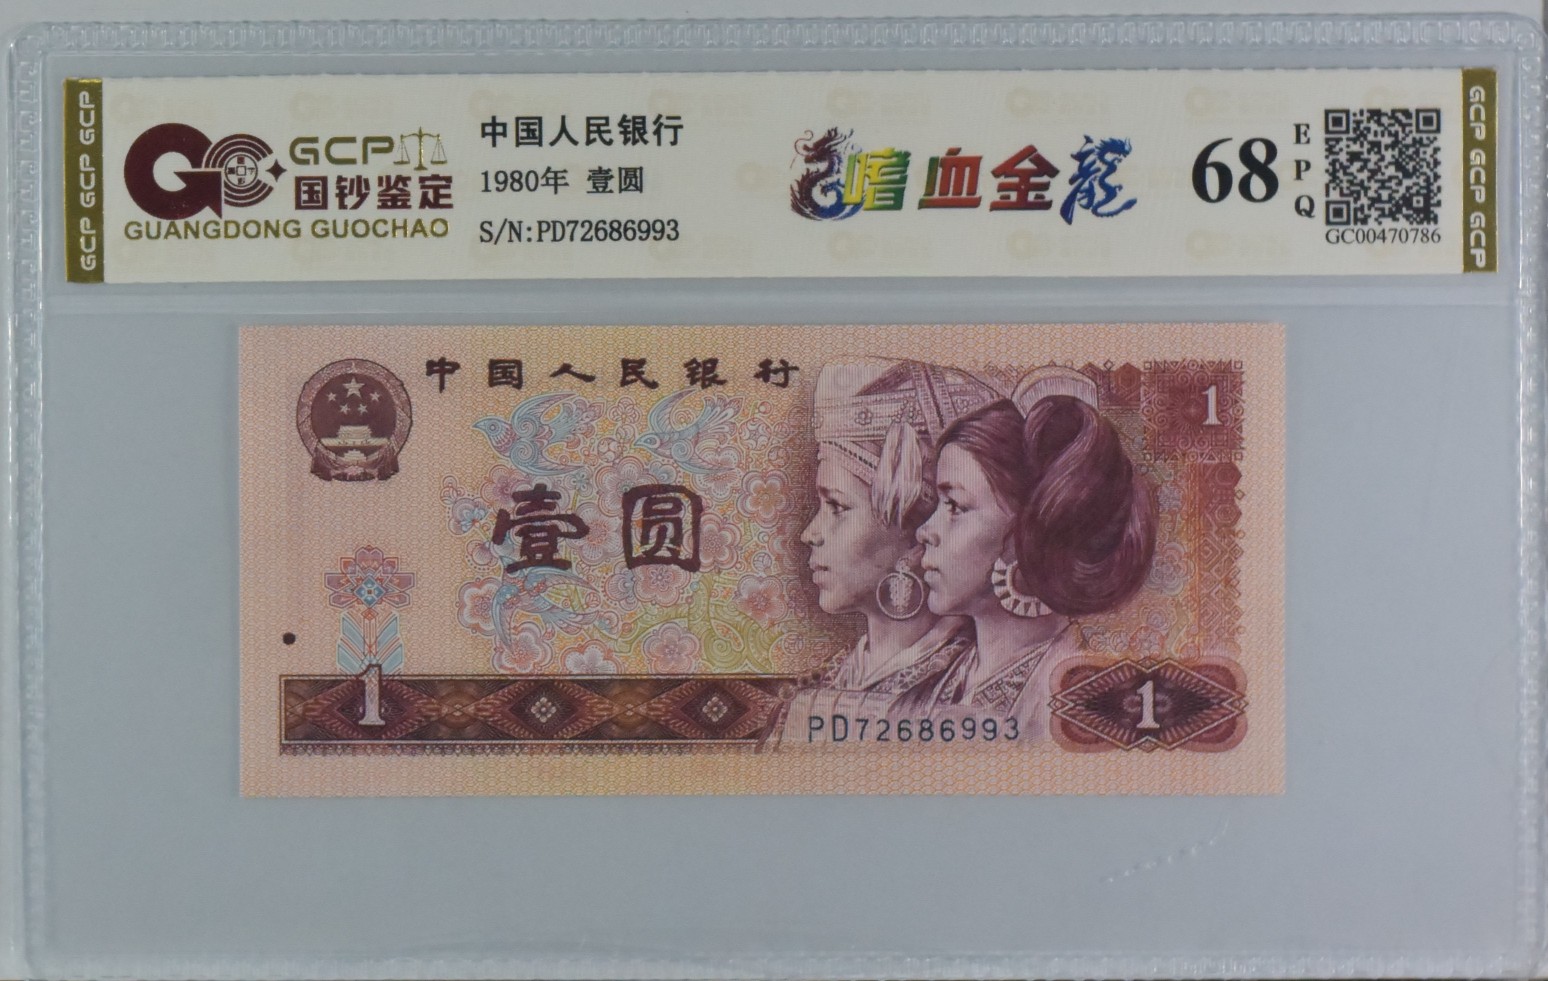 GCP GCP GCP
GCP
国钞鉴定
GUANGDONG GUOCHAO
中国人民银行
1980年 壹圆
S/N:PD72686993
嗜血金龍
68
EPQ
GC00470786
GCP GCP GCP
中国人民银行
1
壹圆
1
PD72686993
1